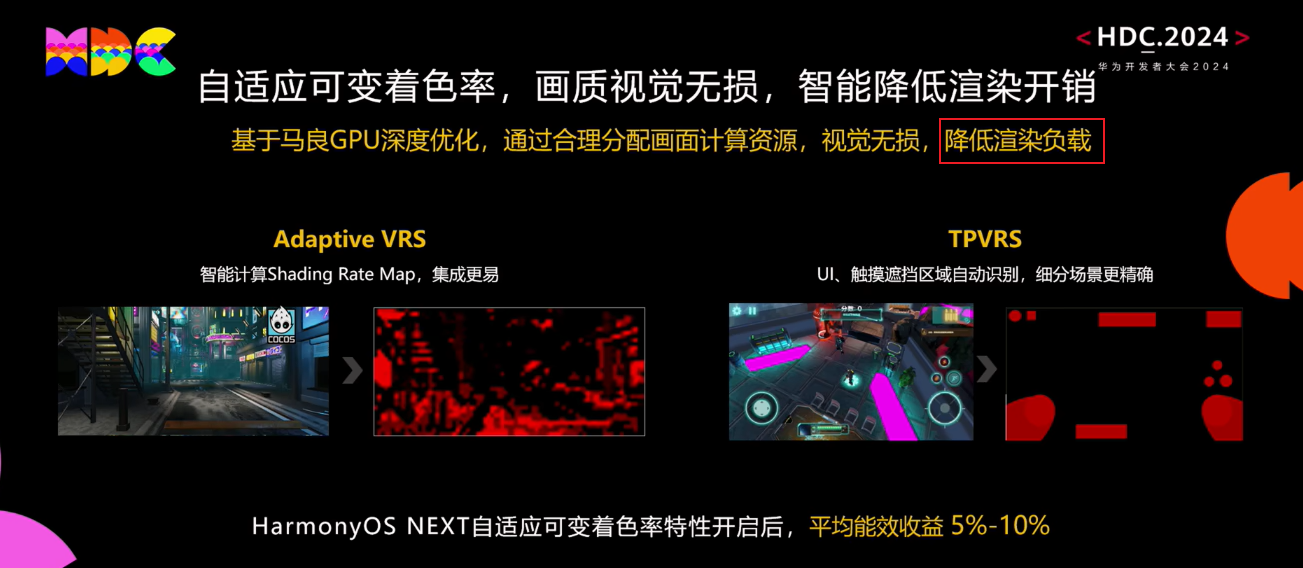 HDC
<HDC.2024>
华为开发者大会2024
自适应可变着色率，画质视觉无损，智能降低渲染开销
基于马良GPU深度优化，通过合理分配画面计算资源，视觉无损，降低渲染负载
Adaptive VRS
智能计算Shading Rate Map，集成更易
COCOS
TPVRS
UI、触摸遮挡区域自动识别，细分场景更精确
分数: 0
HarmonyOS NEXT自适应可变着色率特性开启后，平均能效收益 5%-10%